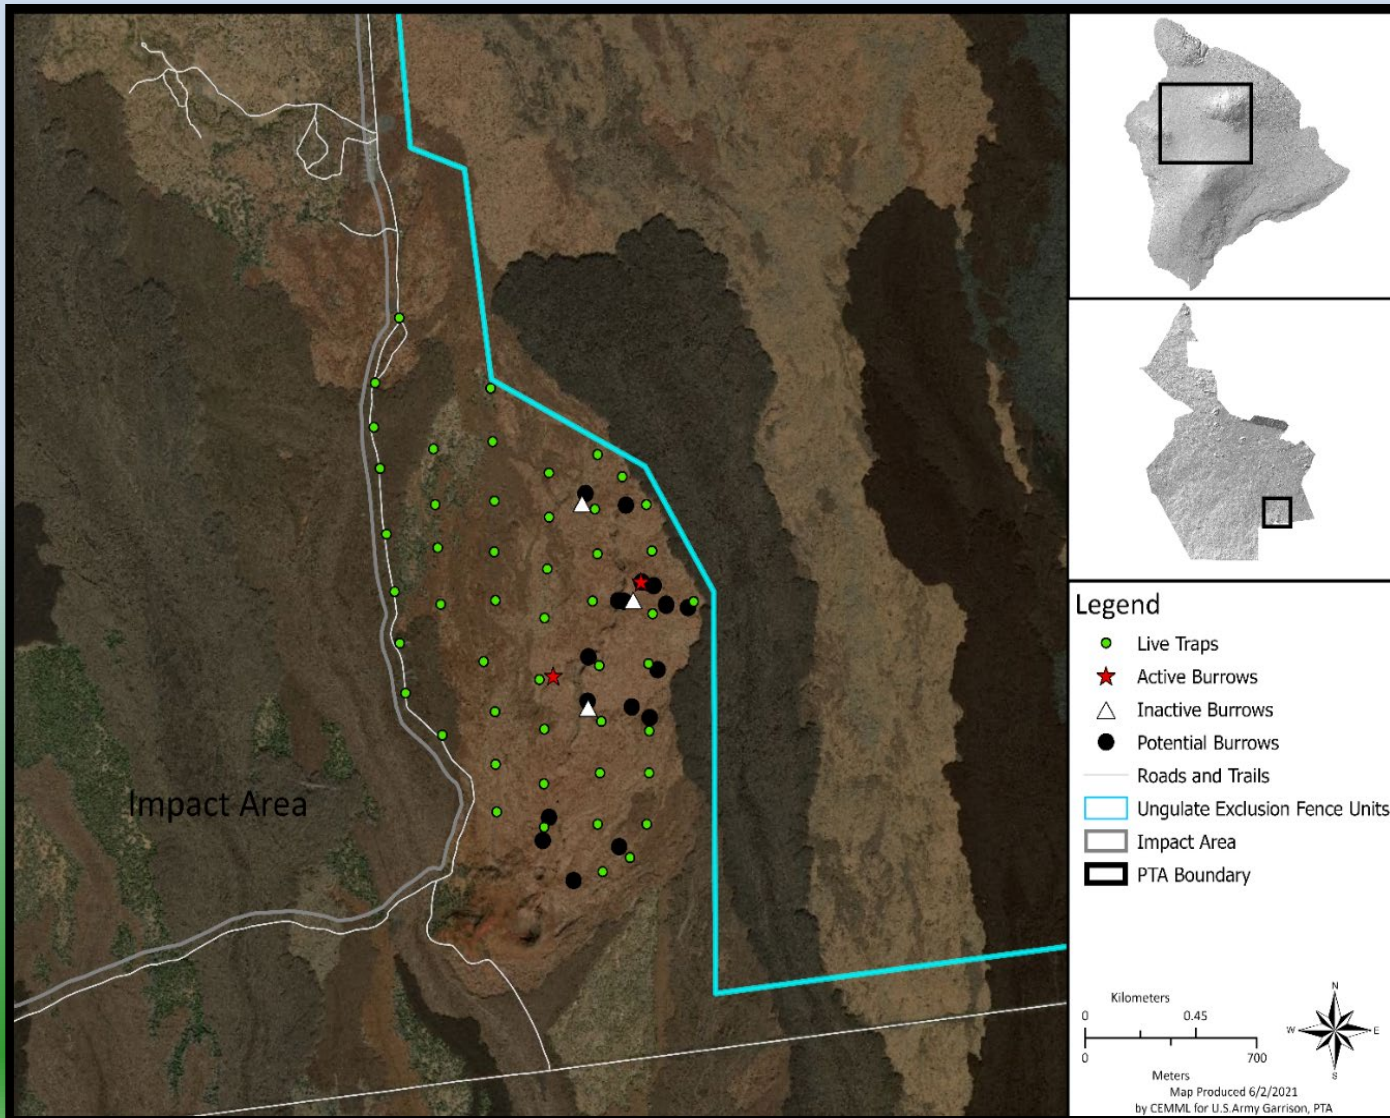 Impact Area
Legend
Live Traps
Active Burrows
Inactive Burrows
Potential Burrows
Roads and Trails
Ungulate Exclusion Fence Units
Impact Area
PTA Boundary
Kilometers
0 0.45
0 700
Meters
N
W E
S
Map Produced 6/2/2021
by CEMML for U.S.Army Garrison, PTA